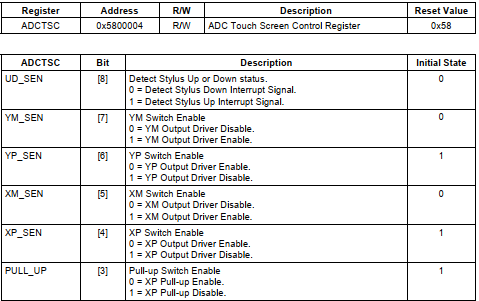 Register Address R/W Description Reset Value
ADCTSC 0x5800004 R/W ADC Touch Screen Control Register 0x58
ADCTSC Bit Description Initial State
UD_SEN [8] Detect Stylus Up or Down status. 0
0 = Detect Stylus Down Interrupt Signal.
1 = Detect Stylus Up Interrupt Signal.
YM_SEN [7] YM Switch Enable 0
0 = YM Output Driver Disable.
1 = YM Output Driver Enable.
YP_SEN [6] YP Switch Enable 1
0 = YP Output Driver Enable.
1 = YP Output Driver Disable.
XM_SEN [5] XM Switch Enable 0
0 = XM Output Driver Disable.
1 = XM Output Driver Enable.
XP_SEN [4] XP Switch Enable 1
0 = XP Output Driver Enable.
1 = XP Output Driver Disable.
PULL_UP [3] Pull-up Switch Enable 1
0 = XP Pull-up Enable.
1 = XP Pull-up Disable.